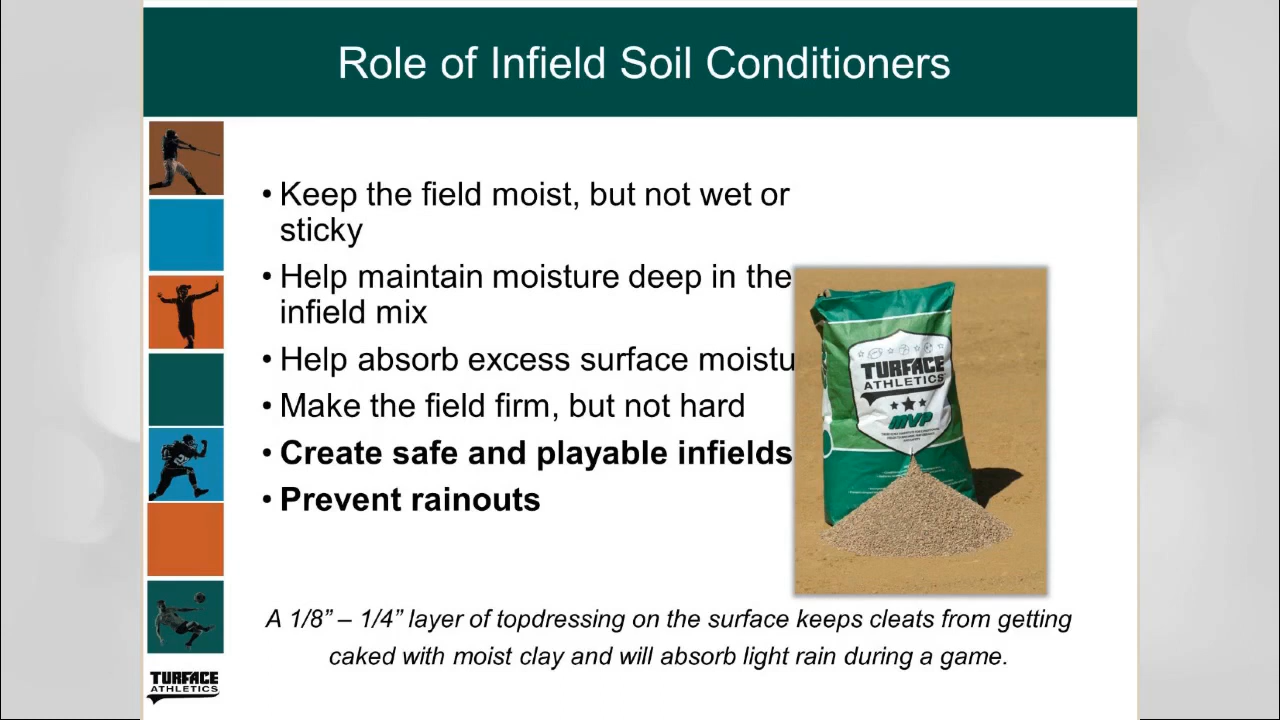 Role of Infield Soil Conditioners
• Keep the field moist, but not wet or
sticky
• Help maintain moisture deep in the
infield mix
• Help absorb excess surface moistu
• Make the field firm, but not hard
• Create safe and playable infields
• Prevent rainouts
TURFACE
ATHLETICS
MVP
A 1/8” – 1/4” layer of topdressing on the surface keeps cleats from getting
caked with moist clay and will absorb light rain during a game.
TURFACE
ATHLETICS